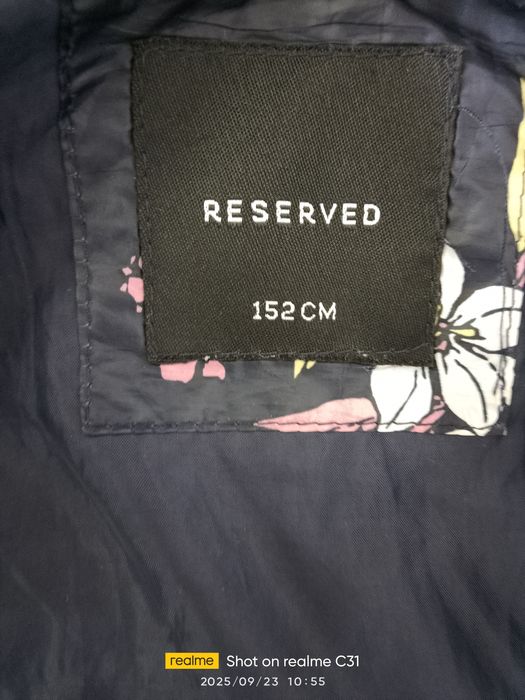 RESERVED
152 CM
realme Shot on realme C31
2025/09/23 10:55